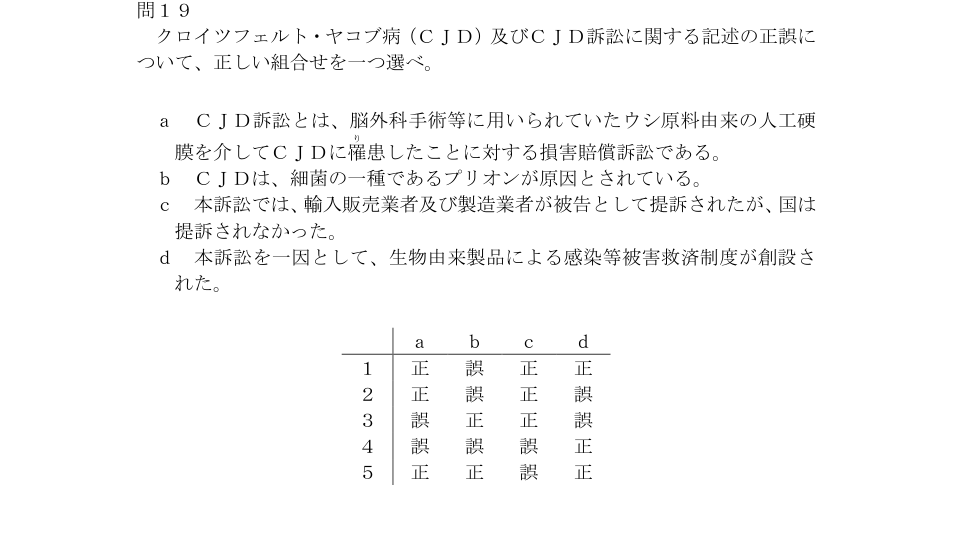 問１９
クロイツフェルト・ヤコブ病（ＣＪＤ）及びＣＪＤ訴訟に関する記述の正誤に
ついて、正しい組合せを一つ選べ。
a　ＣＪＤ訴訟とは、脳外科手術等に用いられていたウシ原料由来の人工硬
り
膜を介してＣＪＤに罹患したことに対する損害賠償訴訟である。
b　ＣＪＤは、細菌の一種であるプリオンが原因とされている。
c　本訴訟では、輸入販売業者及び製造業者が被告として提訴されたが、国は
提訴されなかった。
d　本訴訟を一因として、生物由来製品による感染等被害救済制度が創設さ
れた。
a b c d
1 正 誤 正 正
2 正 誤 正 誤
3 誤 正 正 誤
4 誤 誤 誤 正
5 正 正 誤 正